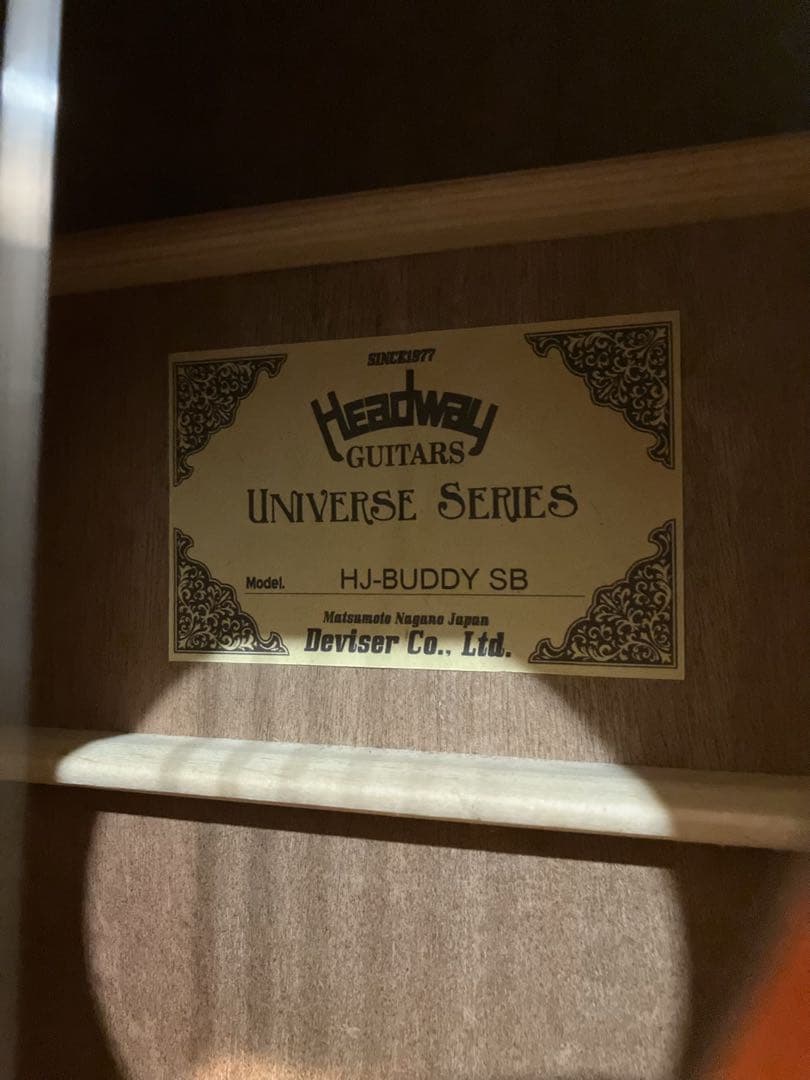 SINCE1977
Headway
GUITARS
UNIVERSE SERIES
Model. HJ-BUDDY SB
Matsumoto Nagano Japan
Deviser Co., Ltd.